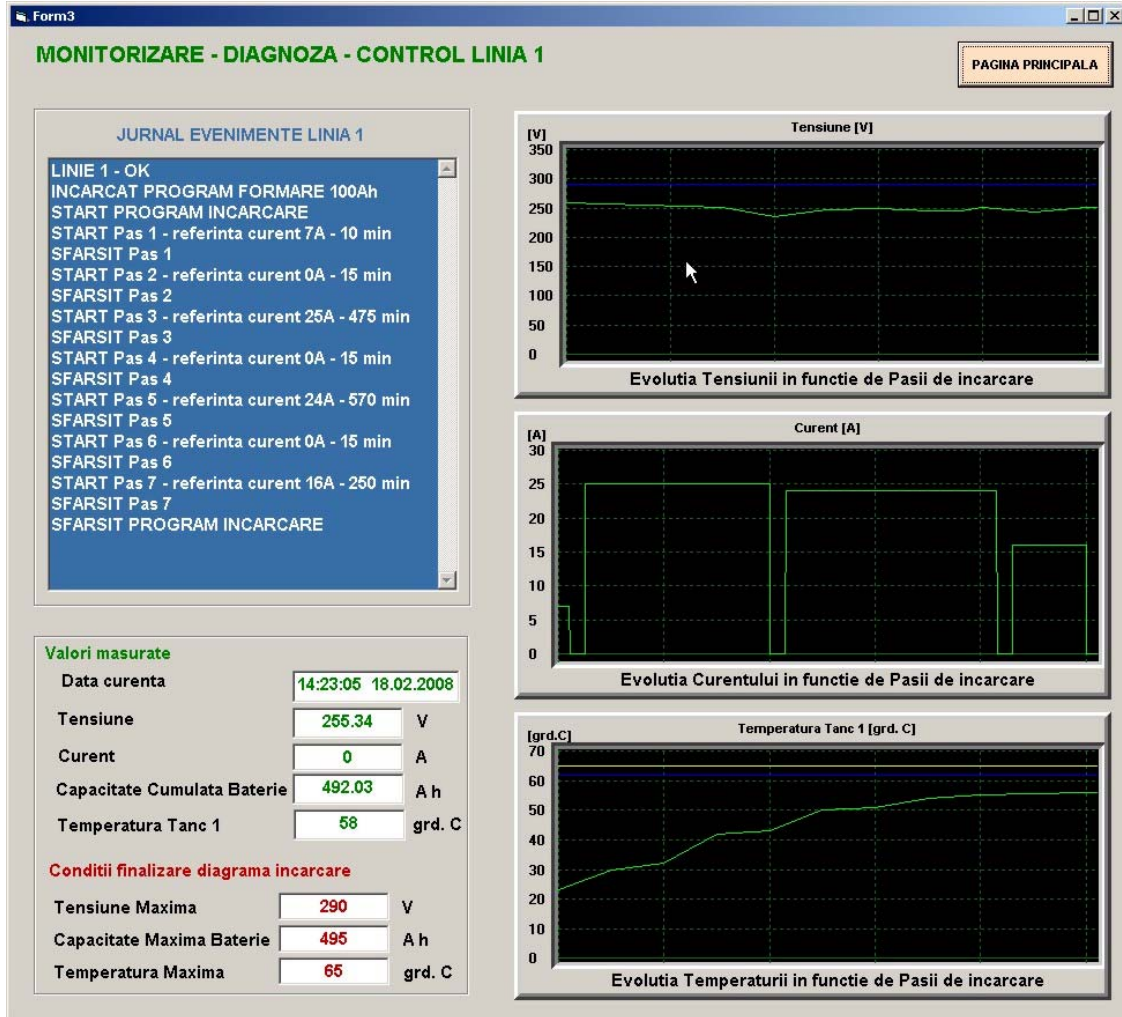 Form3
MONITORIZARE - DIAGNOZA - CONTROL LINIA 1
PAGINA PRINCIPALA
JURNAL EVENIMENTE LINIA 1
LINIE 1 - OK
INCARCAT PROGRAM FORMARE 100Ah
START PROGRAM INCARCARE
START Pas 1 - referinta curent 7A - 10 min
SFARSIT Pas 1
START Pas 2 - referinta curent 0A - 15 min
SFARSIT Pas 2
START Pas 3 - referinta curent 25A - 475 min
SFARSIT Pas 3
START Pas 4 - referinta curent 0A - 15 min
SFARSIT Pas 4
START Pas 5 - referinta curent 24A - 570 min
SFARSIT Pas 5
START Pas 6 - referinta curent 0A - 15 min
SFARSIT Pas 6
START Pas 7 - referinta curent 16A - 250 min
SFARSIT Pas 7
SFARSIT PROGRAM INCARCARE
Valori masurate
Data curenta 14:23:05 18.02.2008
Tensiune 255.34 V
Curent 0 A
Capacitate Cumulata Baterie 492.03 A h
Temperatura Tanc 1 58 grd. C
Conditii finalizare diagrama incarcare
Tensiune Maxima 290 V
Capacitate Maxima Baterie 495 A h
Temperatura Maxima 65 grd. C
Tensiune [V]
[V]
350
300
250
200
150
100
50
0
Evolutia Tensiunii in functie de Pasii de incarcare
Curent [A]
[A]
30
25
20
15
10
5
0
Evolutia Curentului in functie de Pasii de incarcare
Temperatura Tanc 1 [grd. C]
[grd.C]
70
60
50
40
30
20
10
0
Evolutia Temperaturii in functie de Pasii de incarcare